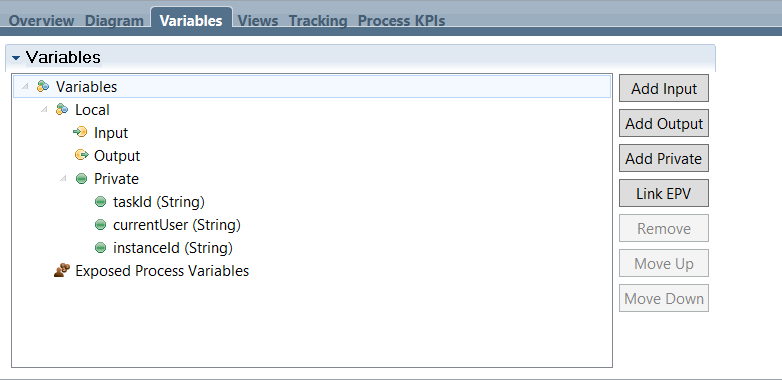 Overview Diagram Variables Views Tracking Process KPIs
Variables
Variables
Local
Input
Output
Private
taskId (String)
currentUser (String)
instanceId (String)
Exposed Process Variables
Add Input
Add Output
Add Private
Link EPV
Remove
Move Up
Move Down